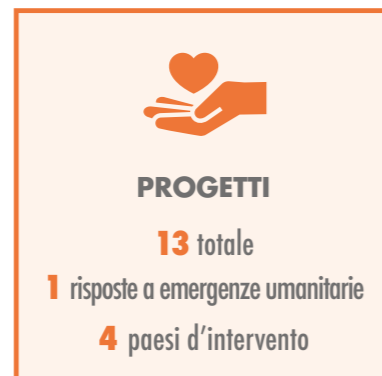 PROGETTI
13 totale
1 risposte a emergenze umanitarie
4 paesi d’intervento